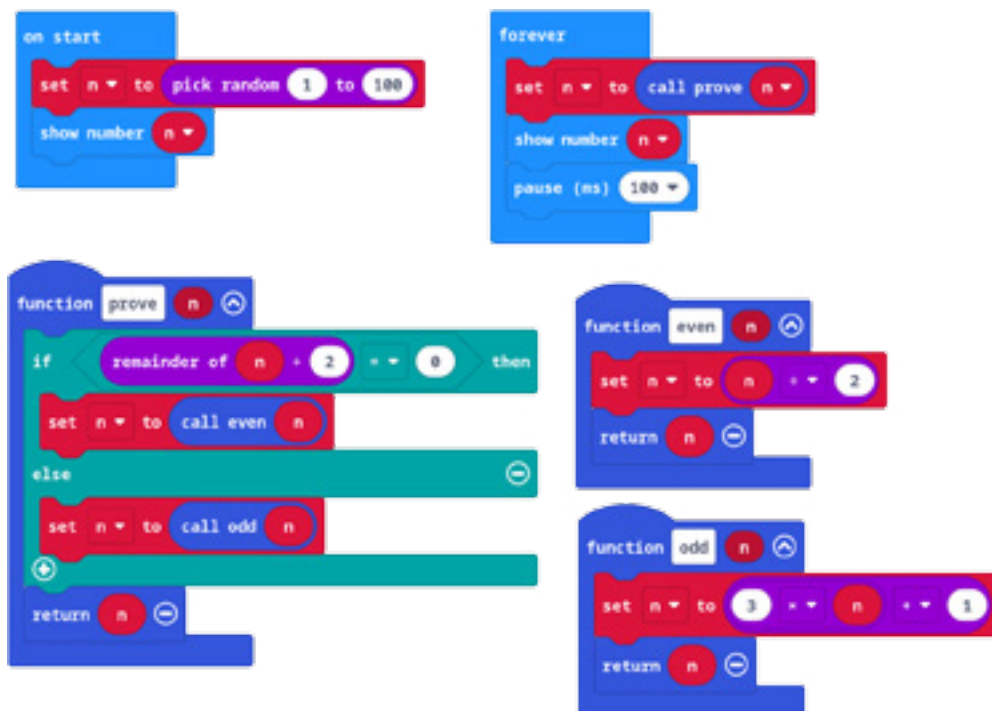 on start
set n to pick random 1 to 100
show number n
forever
set n to call prove n
show number n
pause (ms) 100
function prove n
if remainder of n ÷ 2 = 0 then
set n to call even n
else
set n to call odd n
return n
function even n
set n to n ÷ 2
return n
function odd n
set n to 3 × n + 1
return n